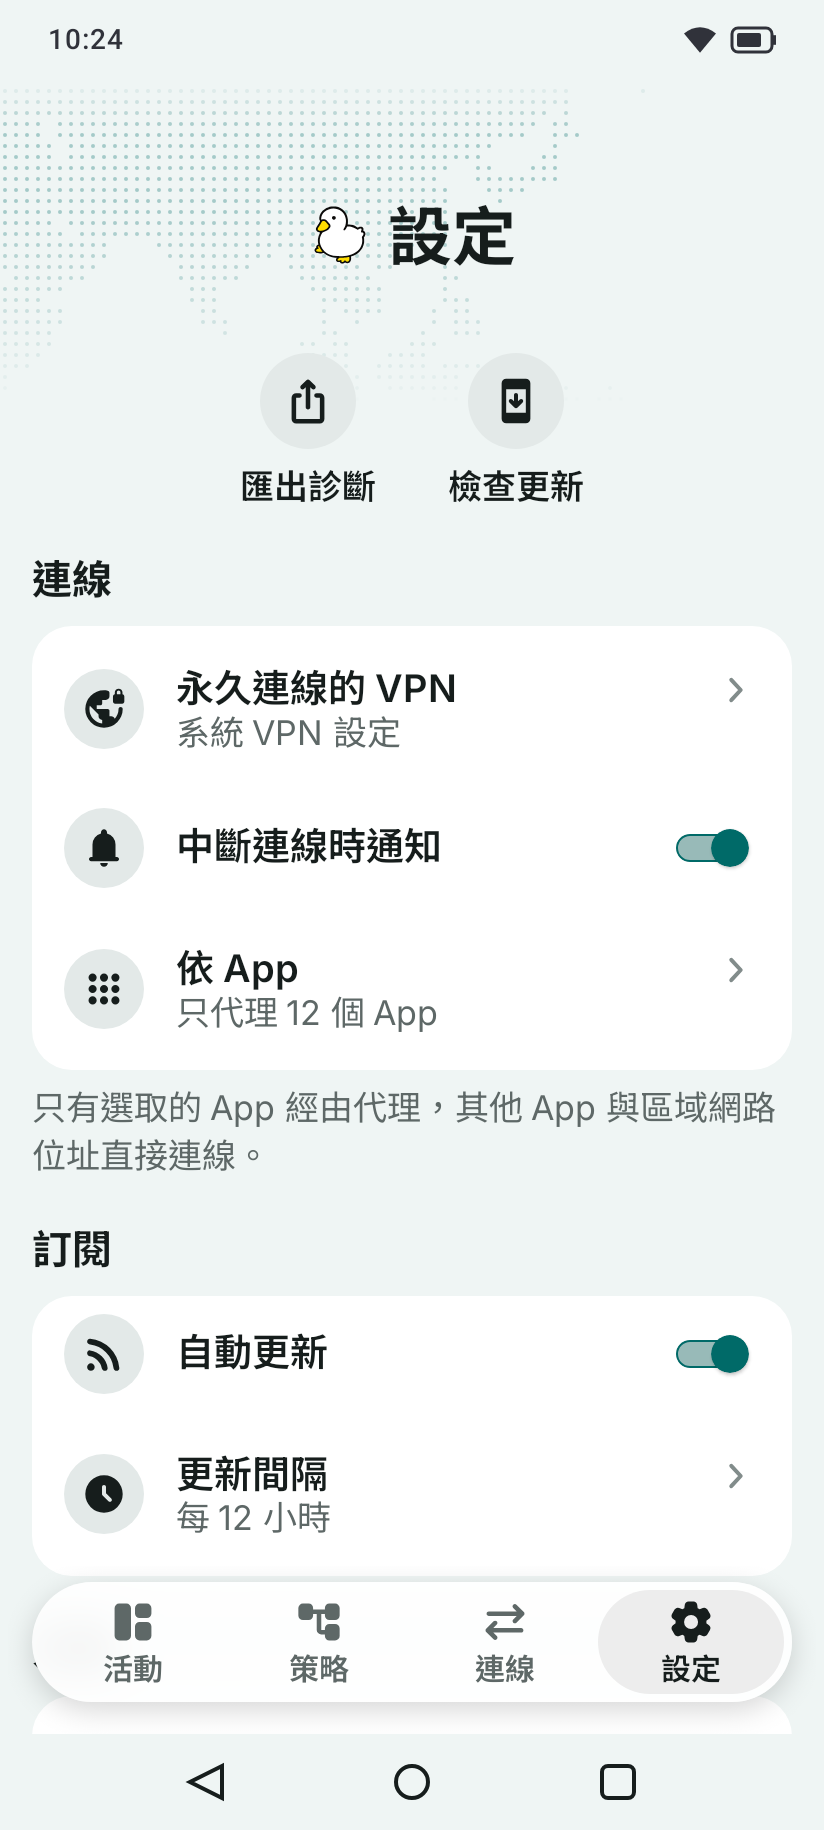 10:24
設定
匯出診斷
檢查更新
連線
永久連線的 VPN
系統 VPN 設定
中斷連線時通知
依 App
只代理 12 個 App
只有選取的 App 經由代理，其他 App 與區域網路
位址直接連線。
訂閱
自動更新
更新間隔
每 12 小時
活動
策略
連線
設定